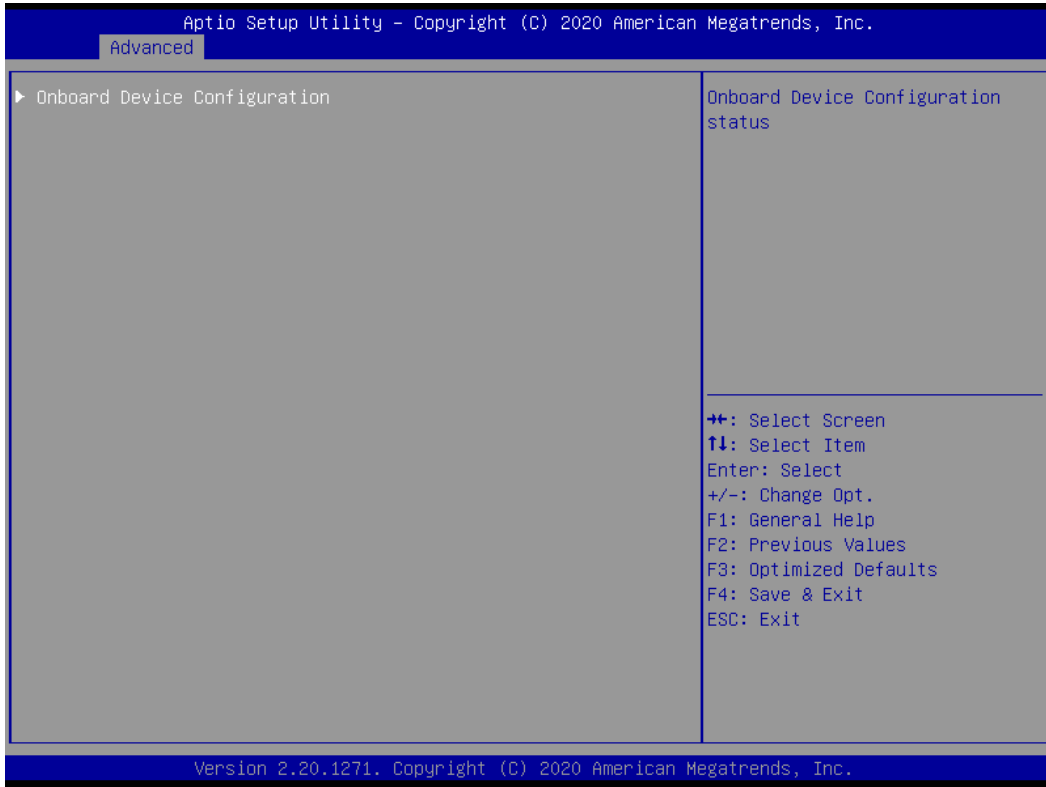 Aptio Setup Utility – Copyright (C) 2020 American Megatrends, Inc.
Advanced
▶ Onboard Device Configuration
Onboard Device Configuration
status
→←: Select Screen
↑↓: Select Item
Enter: Select
+/-: Change Opt.
F1: General Help
F2: Previous Values
F3: Optimized Defaults
F4: Save & Exit
ESC: Exit
Version 2.20.1271. Copyright (C) 2020 American Megatrends, Inc.